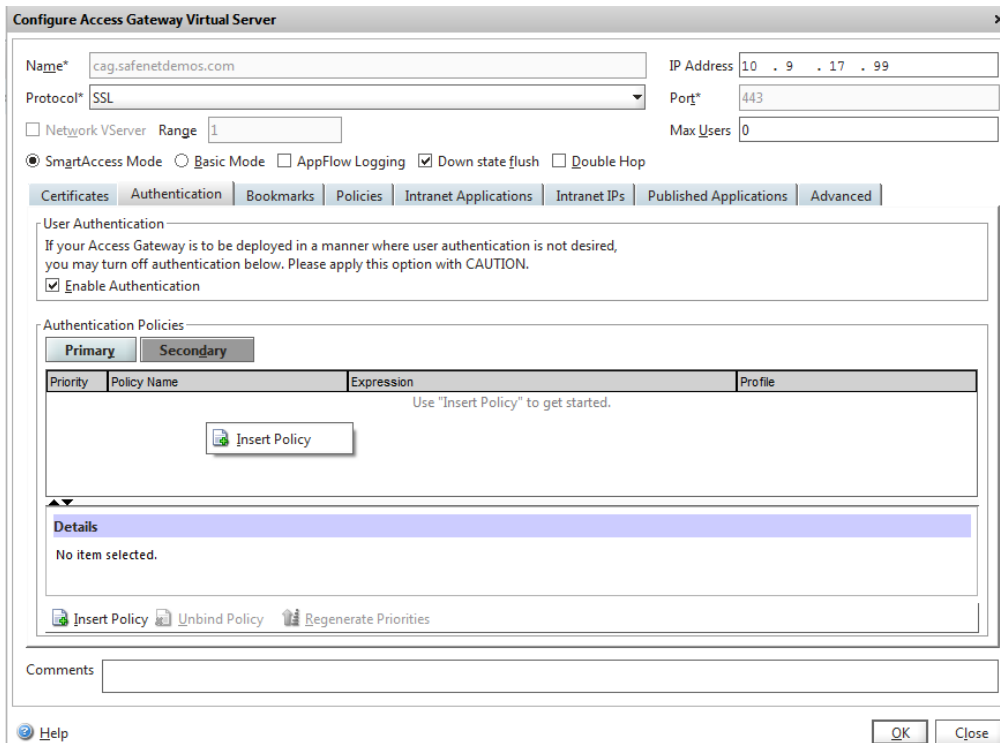 Configure Access Gateway Virtual Server
Name* cag.safenetdemos.com
IP Address 10 . 9 . 17 . 99
Protocol* SSL
Port* 443
Network VServer Range 1
Max Users 0
SmartAccess Mode Basic Mode AppFlow Logging Down state flush Double Hop
Certificates Authentication Bookmarks Policies Intranet Applications Intranet IPs Published Applications Advanced
User Authentication
If your Access Gateway is to be deployed in a manner where user authentication is not desired,
you may turn off authentication below. Please apply this option with CAUTION.
Enable Authentication
Authentication Policies
Primary Secondary
Priority Policy Name Expression Profile
Use "Insert Policy" to get started.
Insert Policy
Details
No item selected.
Insert Policy Unbind Policy Regenerate Priorities
Comments
Help OK Close